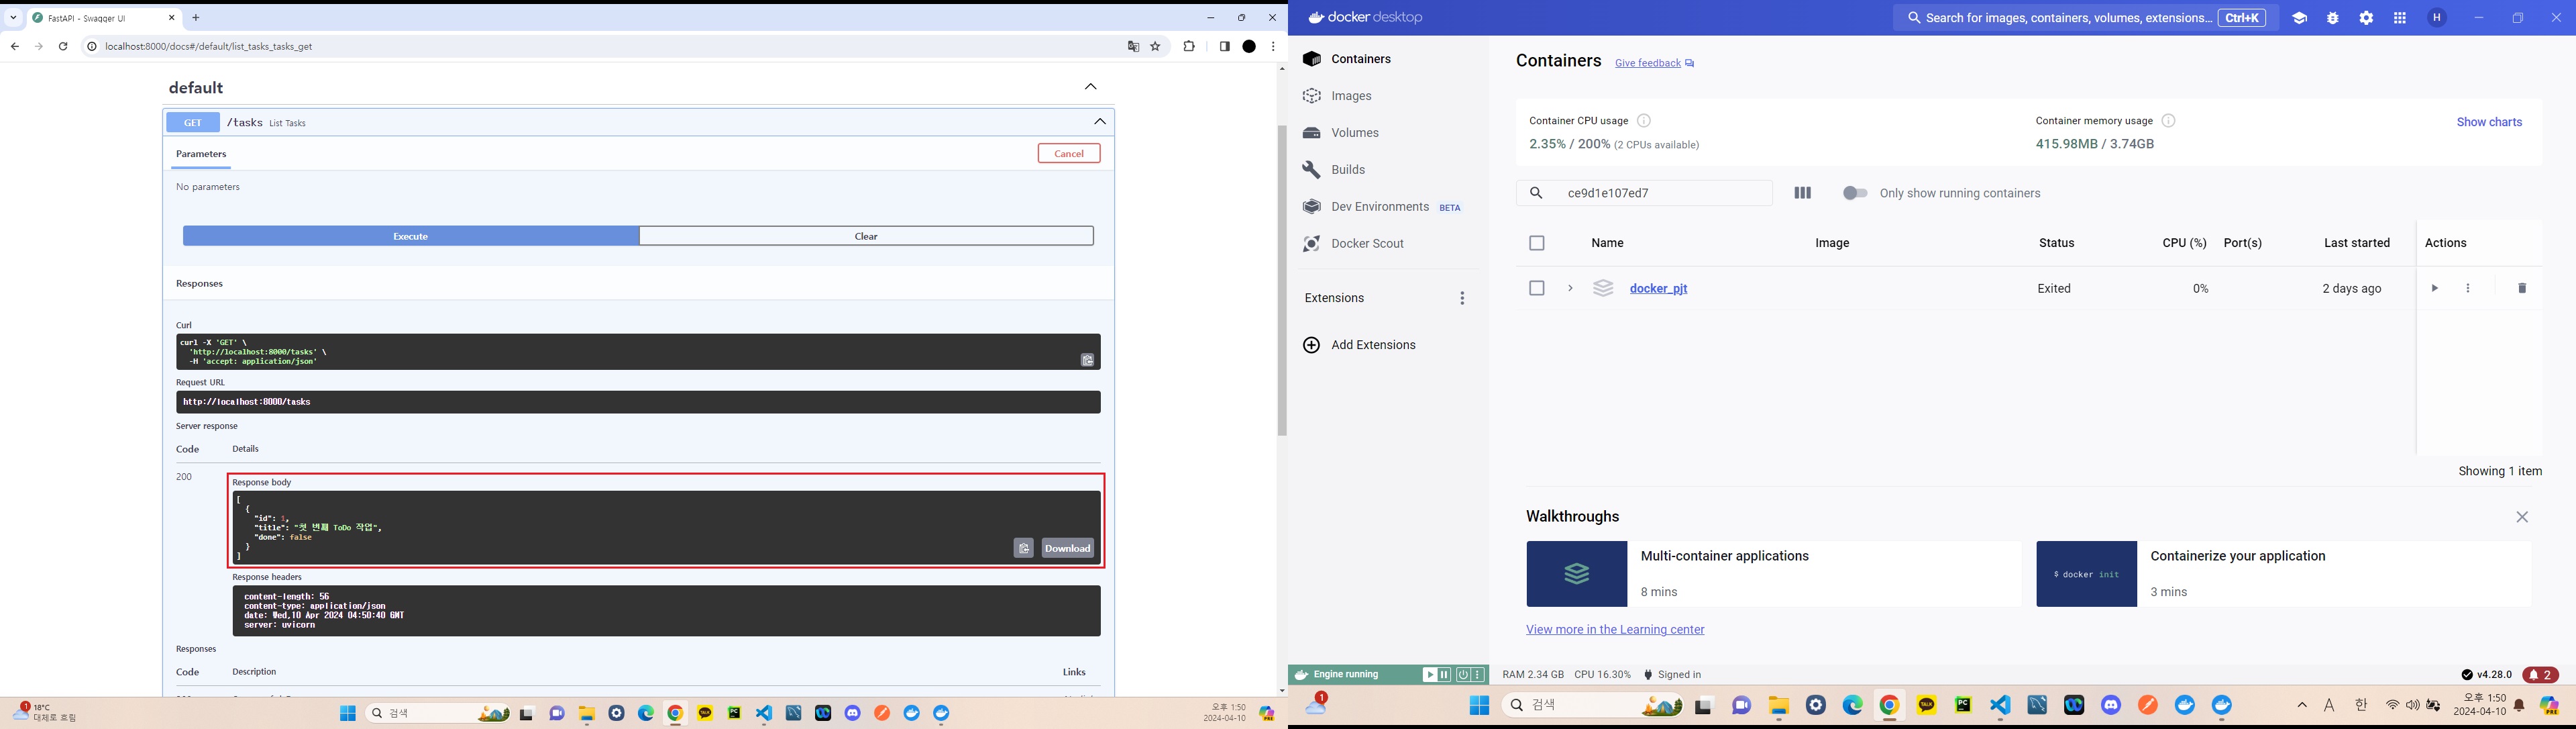 FastAPI - Swagger UI
localhost:8000/docs#/default/list_tasks_tasks_get
default
GET /tasks List Tasks
Parameters
Cancel
No parameters
Execute
Clear
Responses
Curl
curl -X 'GET' \
'http://localhost:8000/tasks' \
-H 'accept: application/json'
Request URL
http://localhost:8000/tasks
Server response
Code Details
200
Response body
[
{
"id": 1,
"title": "첫 번째 ToDo 작업",
"done": false
}
]
Download
Response headers
content-length: 56
content-type: application/json
date: Wed,10 Apr 2024 04:50:40 GMT
server: uvicorn
Responses
Code Description Links
1
18°C
대체로 흐림
검색
오후 1:50
2024-04-10
docker desktop
Search for images, containers, volumes, extensions... Ctrl+K
H
Containers
Images
Volumes
Builds
Dev Environments BETA
Docker Scout
Extensions
Add Extensions
Containers Give feedback
Container CPU usage
2.35% / 200% (2 CPUs available)
Container memory usage
415.98MB / 3.74GB
Show charts
ce9d1e107ed7
Only show running containers
Name Image Status CPU (%) Port(s) Last started Actions
docker_pjt Exited 0% 2 days ago
Showing 1 item
Walkthroughs
Multi-container applications
8 mins
$ docker init
Containerize your application
3 mins
View more in the Learning center
Engine running
RAM 2.34 GB CPU 16.30% Signed in
v4.28.0
2
1
검색
A 한
오후 1:50
2024-04-10